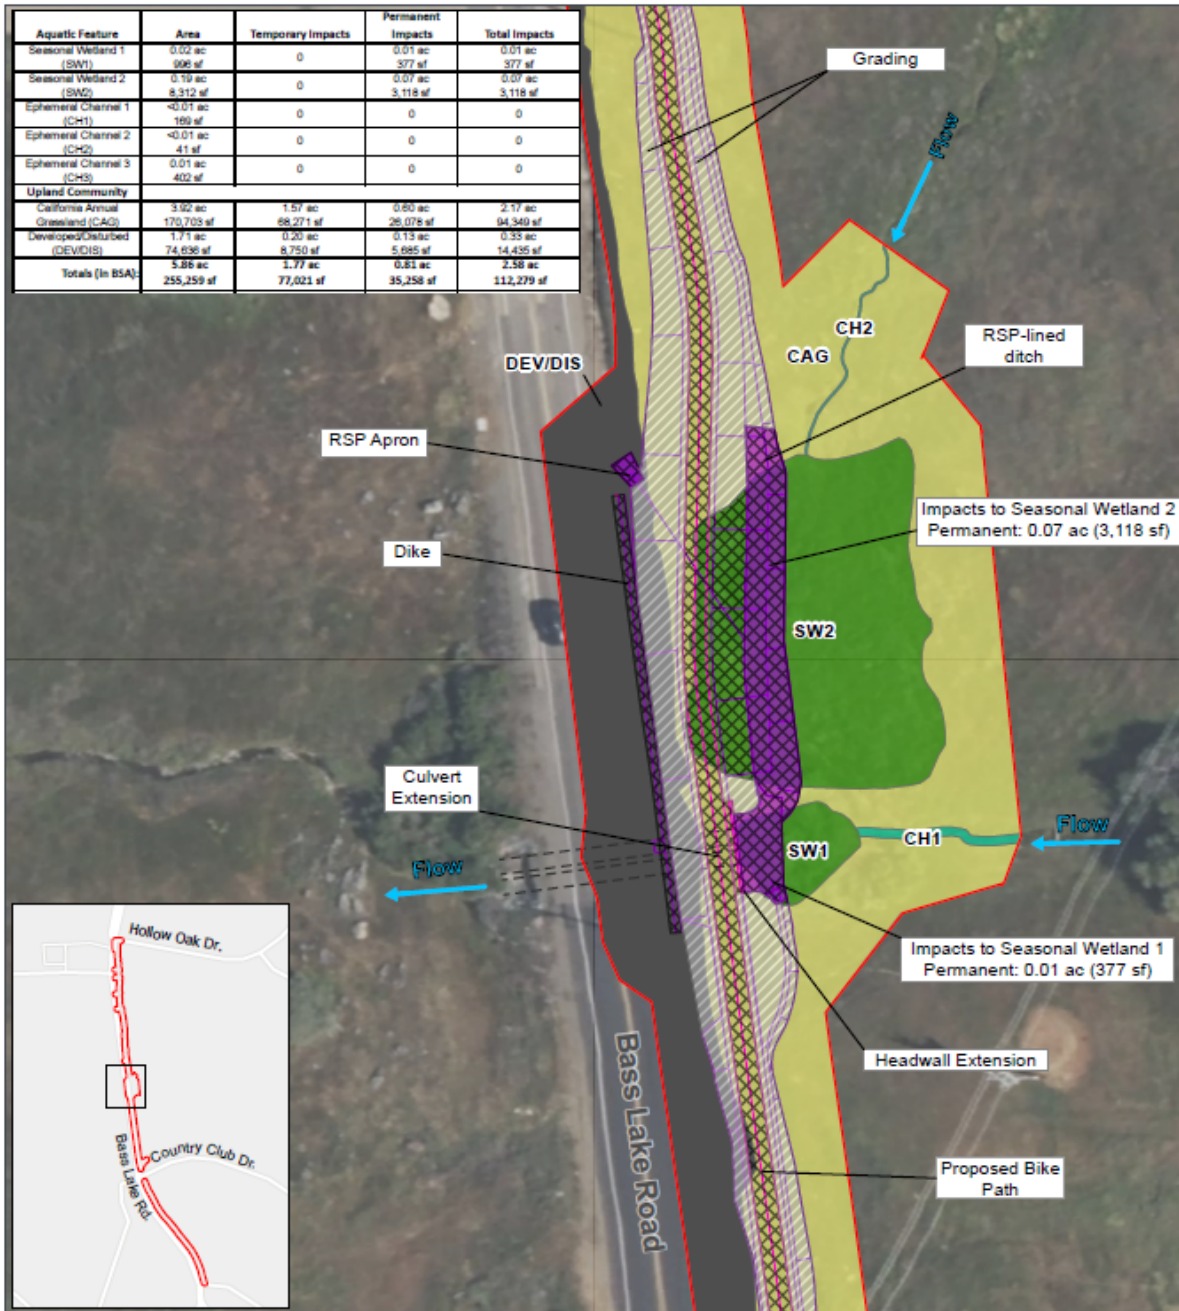 Aquatic Feature Area Temporary Impacts Permanent Impacts Total Impacts
Seasonal Wetland 1 (SW1) 0.02 ac 996 sf 0 0.01 ac 377 sf 0.01 ac 377 sf
Seasonal Wetland 2 (SW2) 0.19 ac 8,312 sf 0 0.07 ac 3,118 sf 0.07 ac 3,118 sf
Ephemeral Channel 1 (CH1) <0.01 ac 169 sf 0 0 0
Ephemeral Channel 2 (CH2) <0.01 ac 41 sf 0 0 0
Ephemeral Channel 3 (CH3) 0.01 ac 402 sf 0 0 0
Upland Community
California Annual Grassland (CAG) 3.92 ac 170,703 sf 1.57 ac 68,271 sf 0.60 ac 26,078 sf 2.17 ac 94,349 sf
Developed/Disturbed (DEV/DIS) 1.71 ac 74,636 sf 0.20 ac 8,750 sf 0.13 ac 5,685 sf 0.33 ac 14,435 sf
Totals (in BSA): 5.86 ac 255,259 sf 1.77 ac 77,021 sf 0.81 ac 35,258 sf 2.58 ac 112,279 sf
Grading
Flow
CH2
CAG
RSP-lined
ditch
DEV/DIS
RSP Apron
Impacts to Seasonal Wetland 2
Permanent: 0.07 ac (3,118 sf)
Dike
SW2
Culvert
Extension
Flow
SW1
CH1
Flow
Impacts to Seasonal Wetland 1
Permanent: 0.01 ac (377 sf)
Headwall Extension
Bass Lake Road
Proposed Bike
Path
Hollow Oak Dr.
Country Club Dr.
Bass Lake Rd.